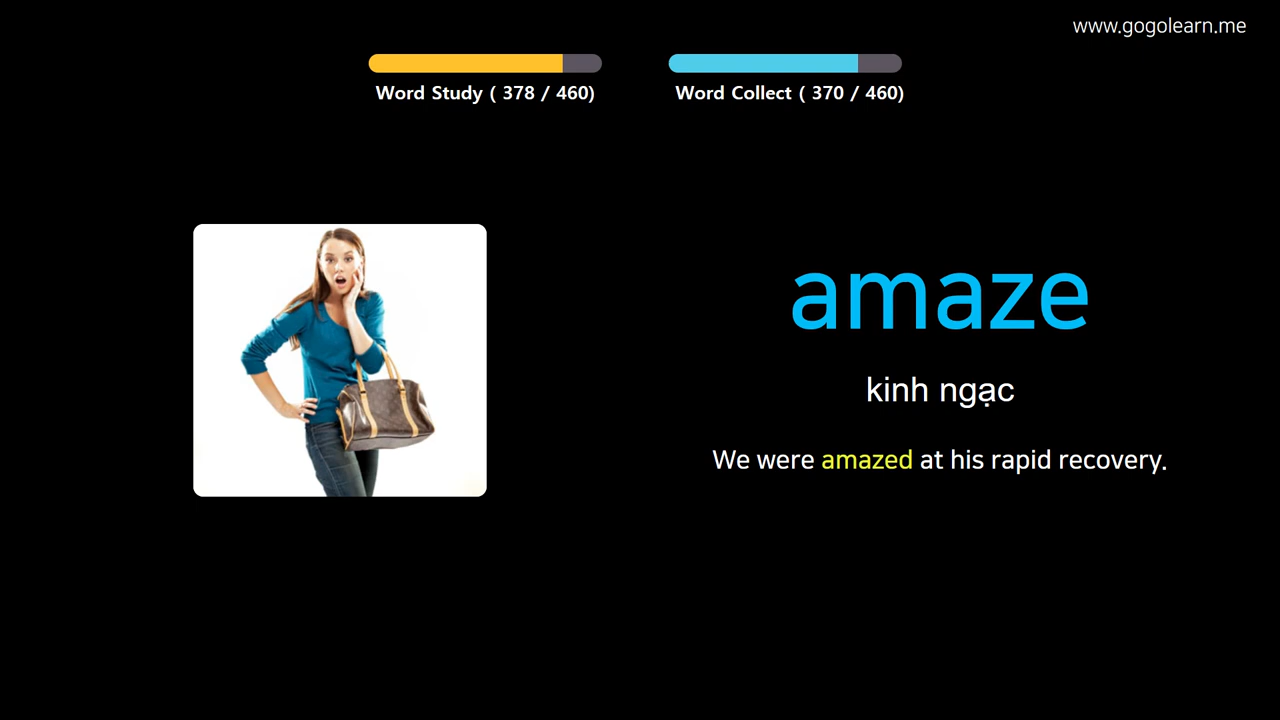 www.gogolearn.me
Word Study ( 378 / 460)
Word Collect ( 370 / 460)
amaze
kinh ngạc
We were amazed at his rapid recovery.